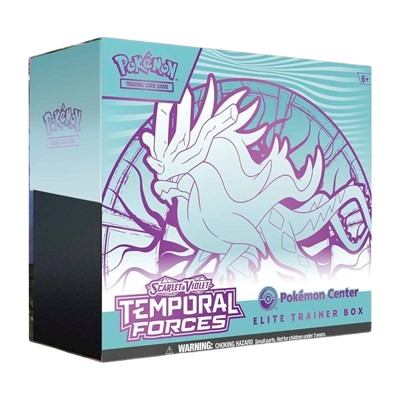 POKÉMON
TRADING CARD GAME
6+
POKÉMON
SCARLET & VIOLET
TEMPORAL
FORCES
Pokémon Center
ELITE TRAINER BOX
WARNING: CHOKING HAZARD Small parts. Not for children under 3 years.